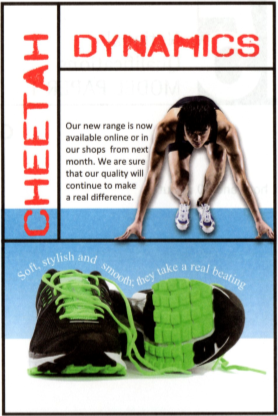 CHEETAH
DYNAMICS
Our new range is now
available online or in
our shops from next
month. We are sure
that our quality will
continue to make
a real difference.
Soft, stylish and smooth; they take a real beating